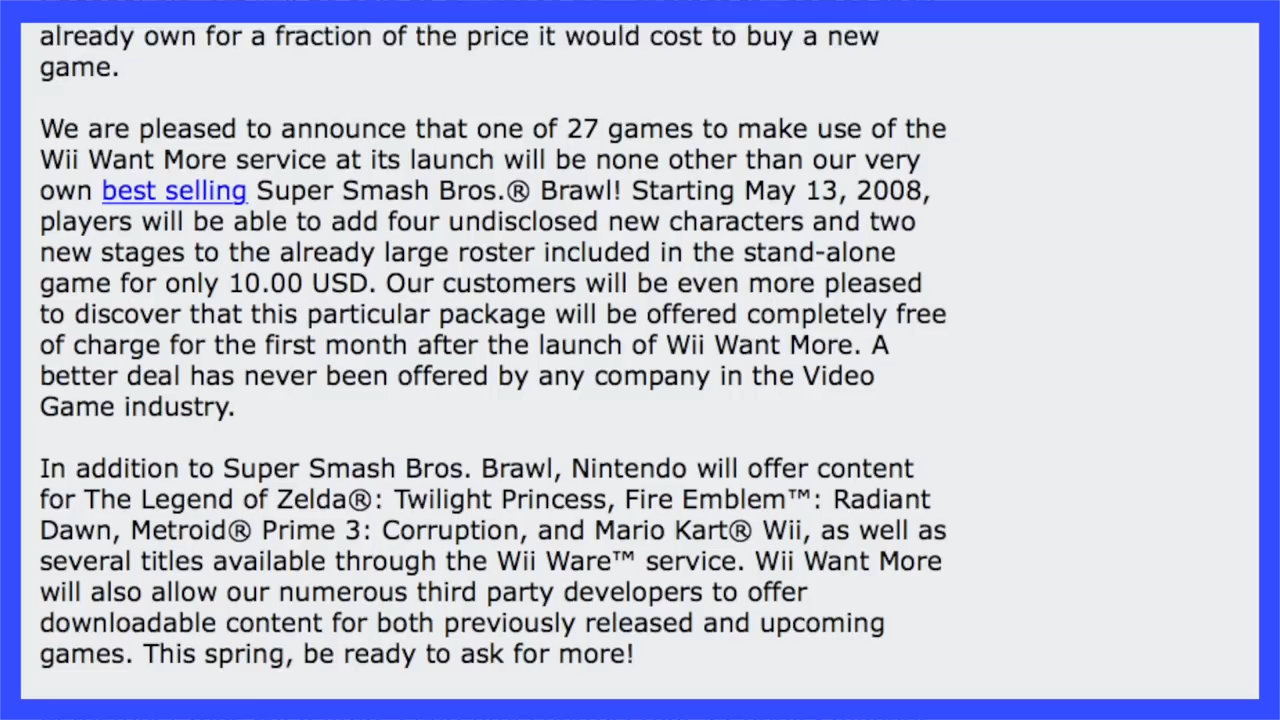 already own for a fraction of the price it would cost to buy a new
game.
We are pleased to announce that one of 27 games to make use of the
Wii Want More service at its launch will be none other than our very
own best selling Super Smash Bros.® Brawl! Starting May 13, 2008,
players will be able to add four undisclosed new characters and two
new stages to the already large roster included in the stand-alone
game for only 10.00 USD. Our customers will be even more pleased
to discover that this particular package will be offered completely free
of charge for the first month after the launch of Wii Want More. A
better deal has never been offered by any company in the Video
Game industry.
In addition to Super Smash Bros. Brawl, Nintendo will offer content
for The Legend of Zelda®: Twilight Princess, Fire Emblem™: Radiant
Dawn, Metroid® Prime 3: Corruption, and Mario Kart® Wii, as well as
several titles available through the Wii Ware™ service. Wii Want More
will also allow our numerous third party developers to offer
downloadable content for both previously released and upcoming
games. This spring, be ready to ask for more!